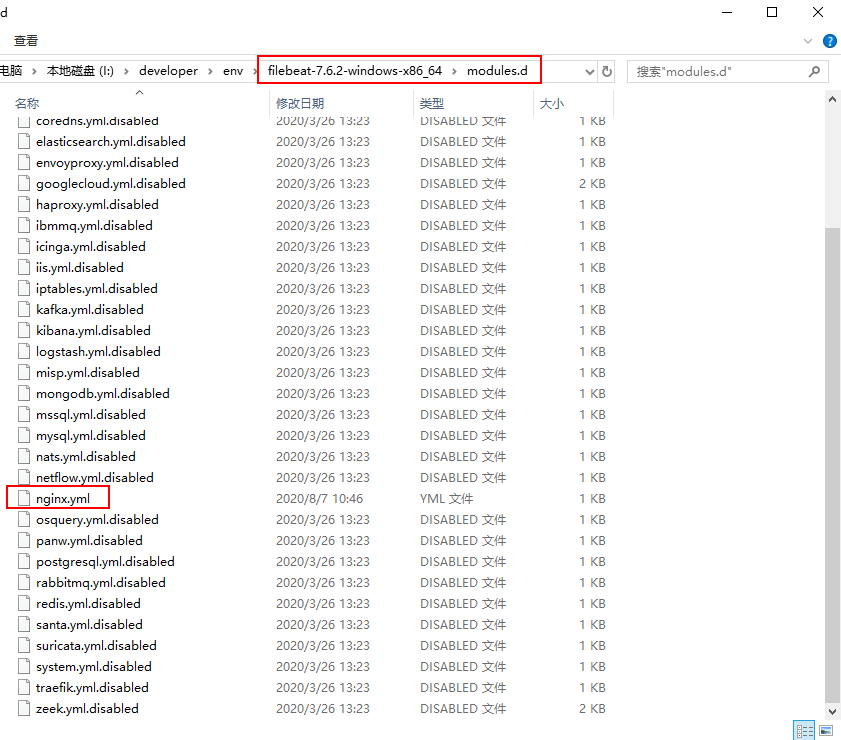 d
查看
电脑 > 本地磁盘 (I:) > developer > env > filebeat-7.6.2-windows-x86_64 > modules.d 搜索"modules.d"
名称 修改日期 类型 大小
coredns.yml.disabled 2020/3/26 13:23 DISABLED 文件 1 KB
elasticsearch.yml.disabled 2020/3/26 13:23 DISABLED 文件 1 KB
envoyproxy.yml.disabled 2020/3/26 13:23 DISABLED 文件 1 KB
googlecloud.yml.disabled 2020/3/26 13:23 DISABLED 文件 2 KB
haproxy.yml.disabled 2020/3/26 13:23 DISABLED 文件 1 KB
ibmmq.yml.disabled 2020/3/26 13:23 DISABLED 文件 1 KB
icinga.yml.disabled 2020/3/26 13:23 DISABLED 文件 1 KB
iis.yml.disabled 2020/3/26 13:23 DISABLED 文件 1 KB
iptables.yml.disabled 2020/3/26 13:23 DISABLED 文件 1 KB
kafka.yml.disabled 2020/3/26 13:23 DISABLED 文件 1 KB
kibana.yml.disabled 2020/3/26 13:23 DISABLED 文件 1 KB
logstash.yml.disabled 2020/3/26 13:23 DISABLED 文件 1 KB
misp.yml.disabled 2020/3/26 13:23 DISABLED 文件 1 KB
mongodb.yml.disabled 2020/3/26 13:23 DISABLED 文件 1 KB
mssql.yml.disabled 2020/3/26 13:23 DISABLED 文件 1 KB
mysql.yml.disabled 2020/3/26 13:23 DISABLED 文件 1 KB
nats.yml.disabled 2020/3/26 13:23 DISABLED 文件 1 KB
netflow.yml.disabled 2020/3/26 13:23 DISABLED 文件 1 KB
nginx.yml 2020/8/7 10:46 YML 文件 1 KB
osquery.yml.disabled 2020/3/26 13:23 DISABLED 文件 1 KB
panw.yml.disabled 2020/3/26 13:23 DISABLED 文件 1 KB
postgresql.yml.disabled 2020/3/26 13:23 DISABLED 文件 1 KB
rabbitmq.yml.disabled 2020/3/26 13:23 DISABLED 文件 1 KB
redis.yml.disabled 2020/3/26 13:23 DISABLED 文件 1 KB
santa.yml.disabled 2020/3/26 13:23 DISABLED 文件 1 KB
suricata.yml.disabled 2020/3/26 13:23 DISABLED 文件 1 KB
system.yml.disabled 2020/3/26 13:23 DISABLED 文件 1 KB
traefik.yml.disabled 2020/3/26 13:23 DISABLED 文件 1 KB
zeek.yml.disabled 2020/3/26 13:23 DISABLED 文件 2 KB